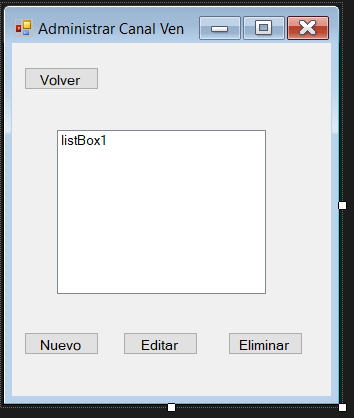 Administrar Canal Ven
Volver
listBox1
Nuevo Editar Eliminar